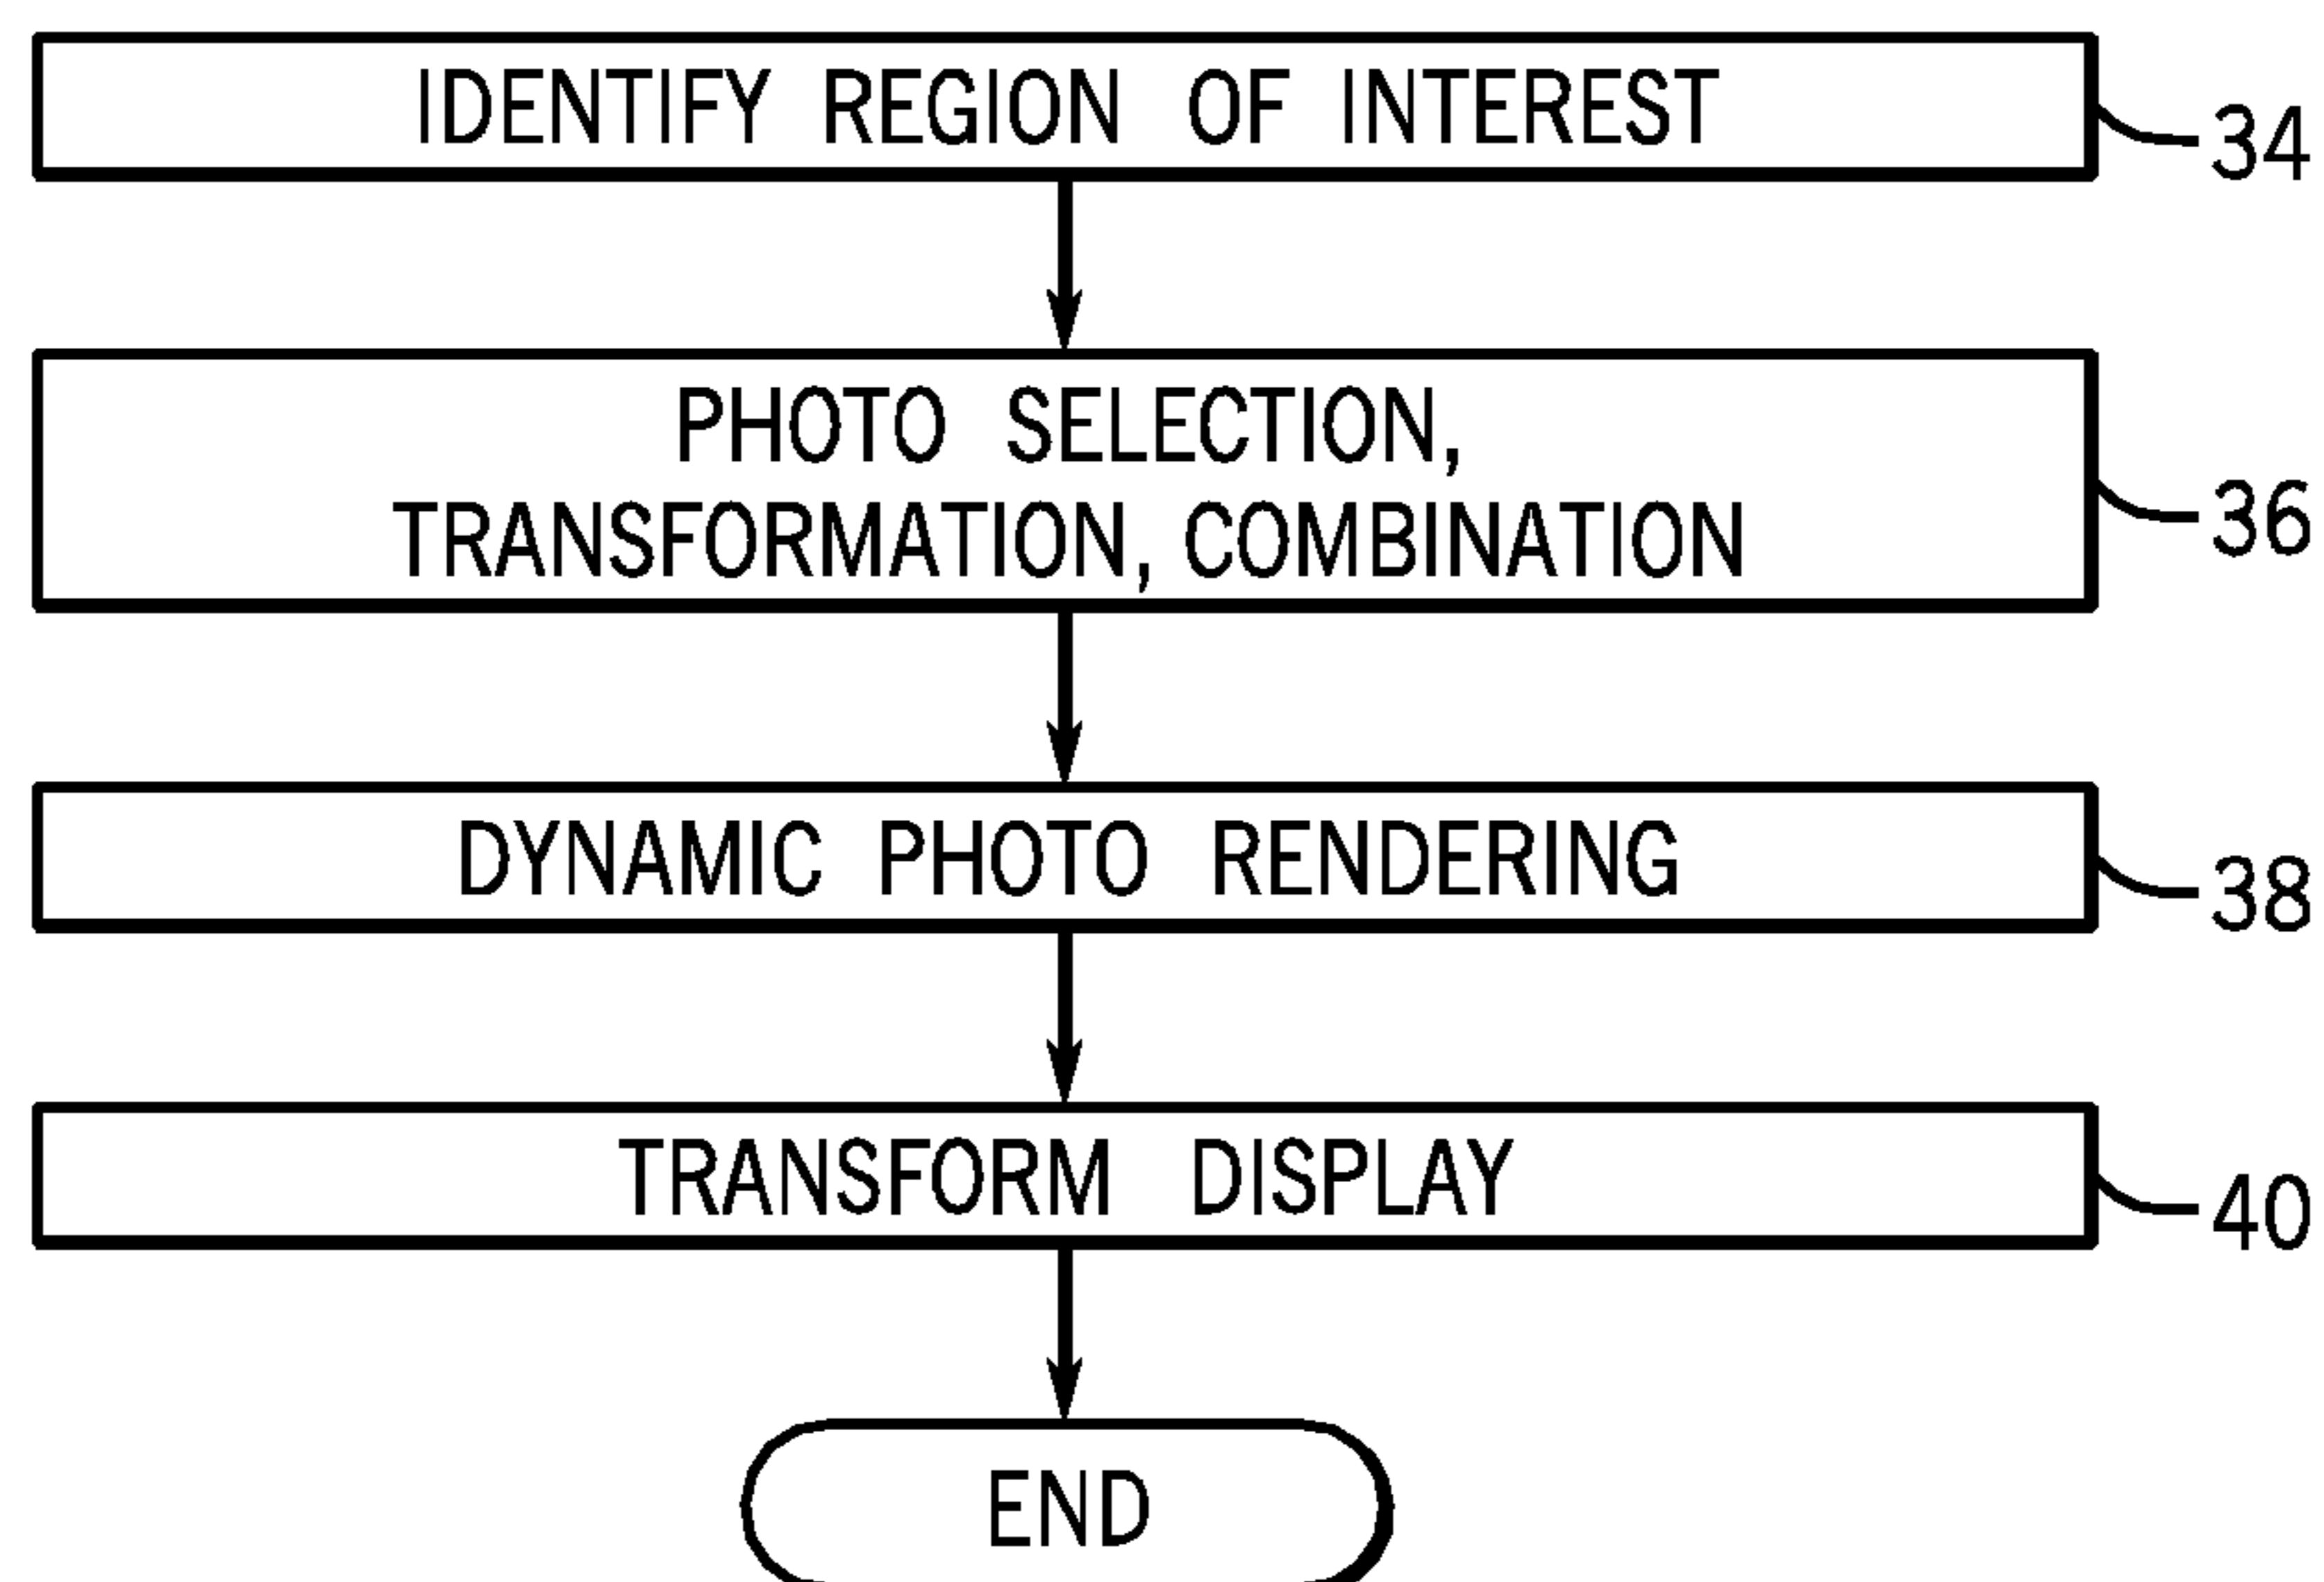 IDENTIFY REGION OF INTEREST
34
PHOTO SELECTION,
TRANSFORMATION, COMBINATION
36
DYNAMIC PHOTO RENDERING
38
TRANSFORM DISPLAY
40
END